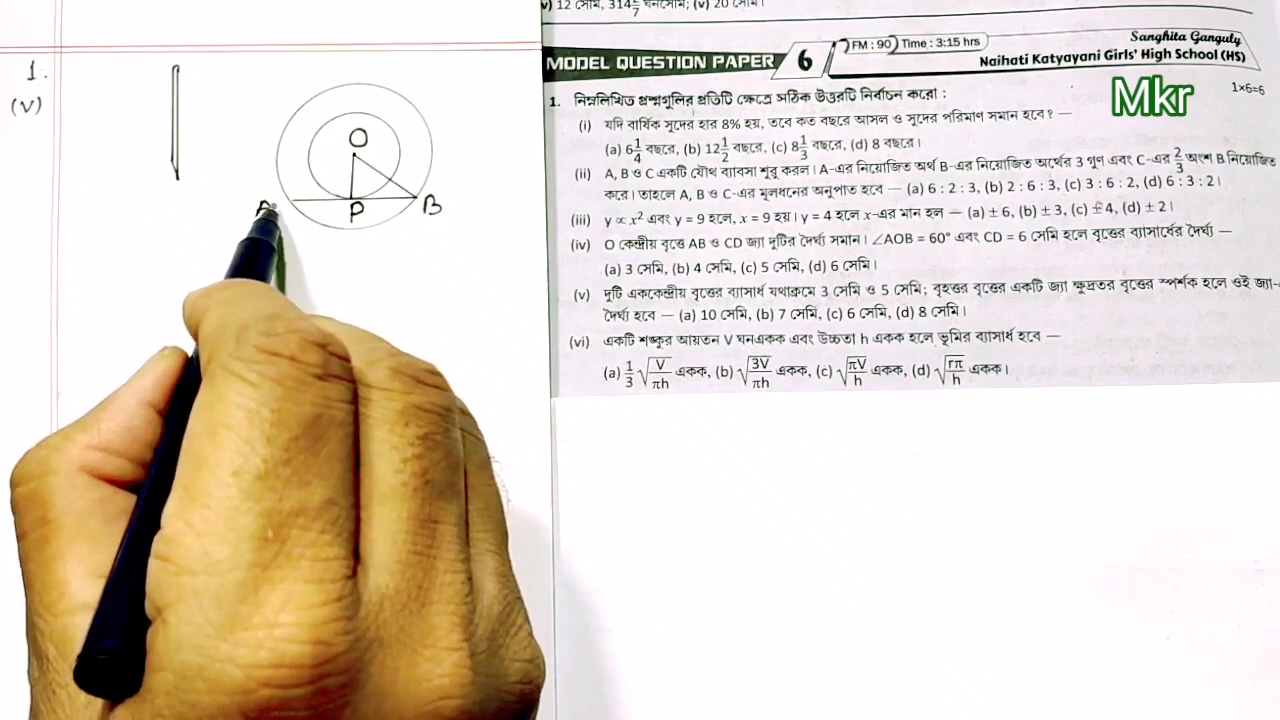 1.
(v)
O
P
B
v) 12 সেমি, 314
MODEL QUESTION PAPER 6
FM : 90 Time : 3:15 hrs
Sanghita Ganguly
Naihati Katyayani Girls' High School (HS)
Mkr
1×6=6
1. নিম্নলিখিত প্রশ্নগুলির প্রতিটি ক্ষেত্রে সঠিক উত্তরটি নির্বাচন করো :
(i) যদি বার্ষিক সুদের হার 8% হয়, তবে কত বছরে আসল ও সুদের পরিমাণ সমান হবে? —
(a) 6 1/4 বছরে, (b) 12 1/2 বছরে, (c) 8 1/3 বছরে, (d) 8 বছরে।
(ii) A, B ও C একটি যৌথ ব্যাবসা শুরু করল। A-এর নিয়োজিত অর্থ B-এর নিয়োজিত অর্থের 3 গুণ এবং C-এর 2/3 অংশ B নিয়োজিত
করে। তাহলে A, B ও C-এর মূলধনের অনুপাত হবে — (a) 6 : 2 : 3, (b) 2 : 6 : 3, (c) 3 : 6 : 2, (d) 6 : 3 : 2।
(iii) y ∝ x² এবং y = 9 হলে, x = 9 হয়। y = 4 হলে x-এর মান হল — (a) ± 6, (b) ± 3, (c) ± 4, (d) ± 2।
(iv) O কেন্দ্রীয় বৃত্তে AB ও CD জ্যা দুটির দৈর্ঘ্য সমান। ∠AOB = 60° এবং CD = 6 সেমি হলে বৃত্তের ব্যাসার্ধের দৈর্ঘ্য —
(a) 3 সেমি, (b) 4 সেমি, (c) 5 সেমি, (d) 6 সেমি।
(v) দুটি এককেন্দ্রীয় বৃত্তের ব্যাসার্ধ যথাক্রমে 3 সেমি ও 5 সেমি; বৃহত্তর বৃত্তের একটি জ্যা ক্ষুদ্রতর বৃত্তের স্পর্শক হলে ওই জ্যা-
দৈর্ঘ্য হবে — (a) 10 সেমি, (b) 7 সেমি, (c) 6 সেমি, (d) 8 সেমি।
(vi) একটি শঙ্কুর আয়তন V ঘনএকক এবং উচ্চতা h একক হলে ভূমির ব্যাসার্ধ হবে —
(a) 1/3 √(V/πh) একক, (b) √(3V/πh) একক, (c) √(πV/h) একক, (d) √(rπ/h) একক।